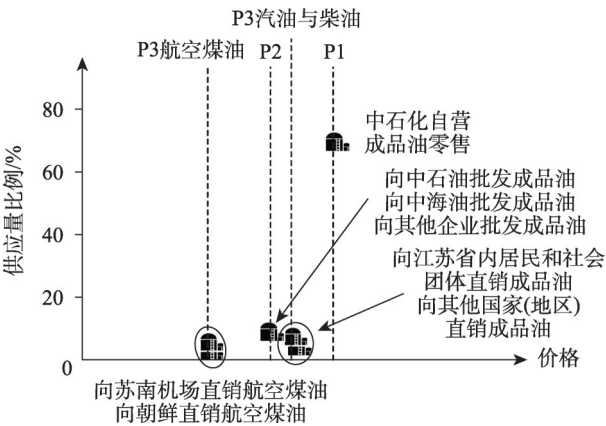 P3汽油与柴油
P3航空煤油
P2
P1
供应量比例/%
80
60
40
20
0
中石化自营
成品油零售
向中石油批发成品油
向中海油批发成品油
向其他企业批发成品油
向江苏省内居民和社会
团体直销成品油
向其他国家(地区)
直销成品油
价格
向苏南机场直销航空煤油
向朝鲜直销航空煤油